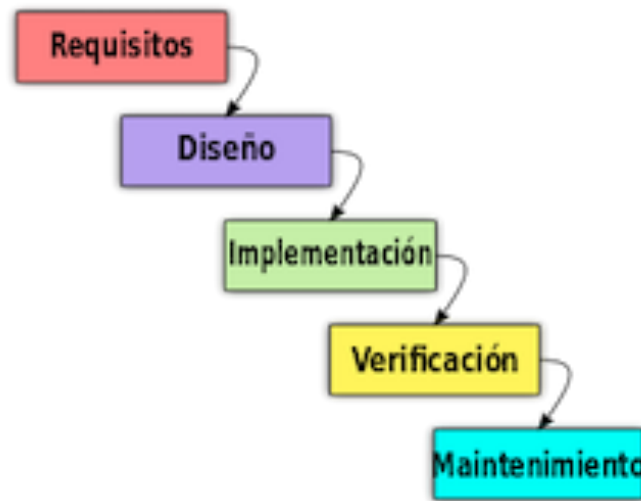 Requisitos
Diseño
Implementación
Verificación
Maintenimiento